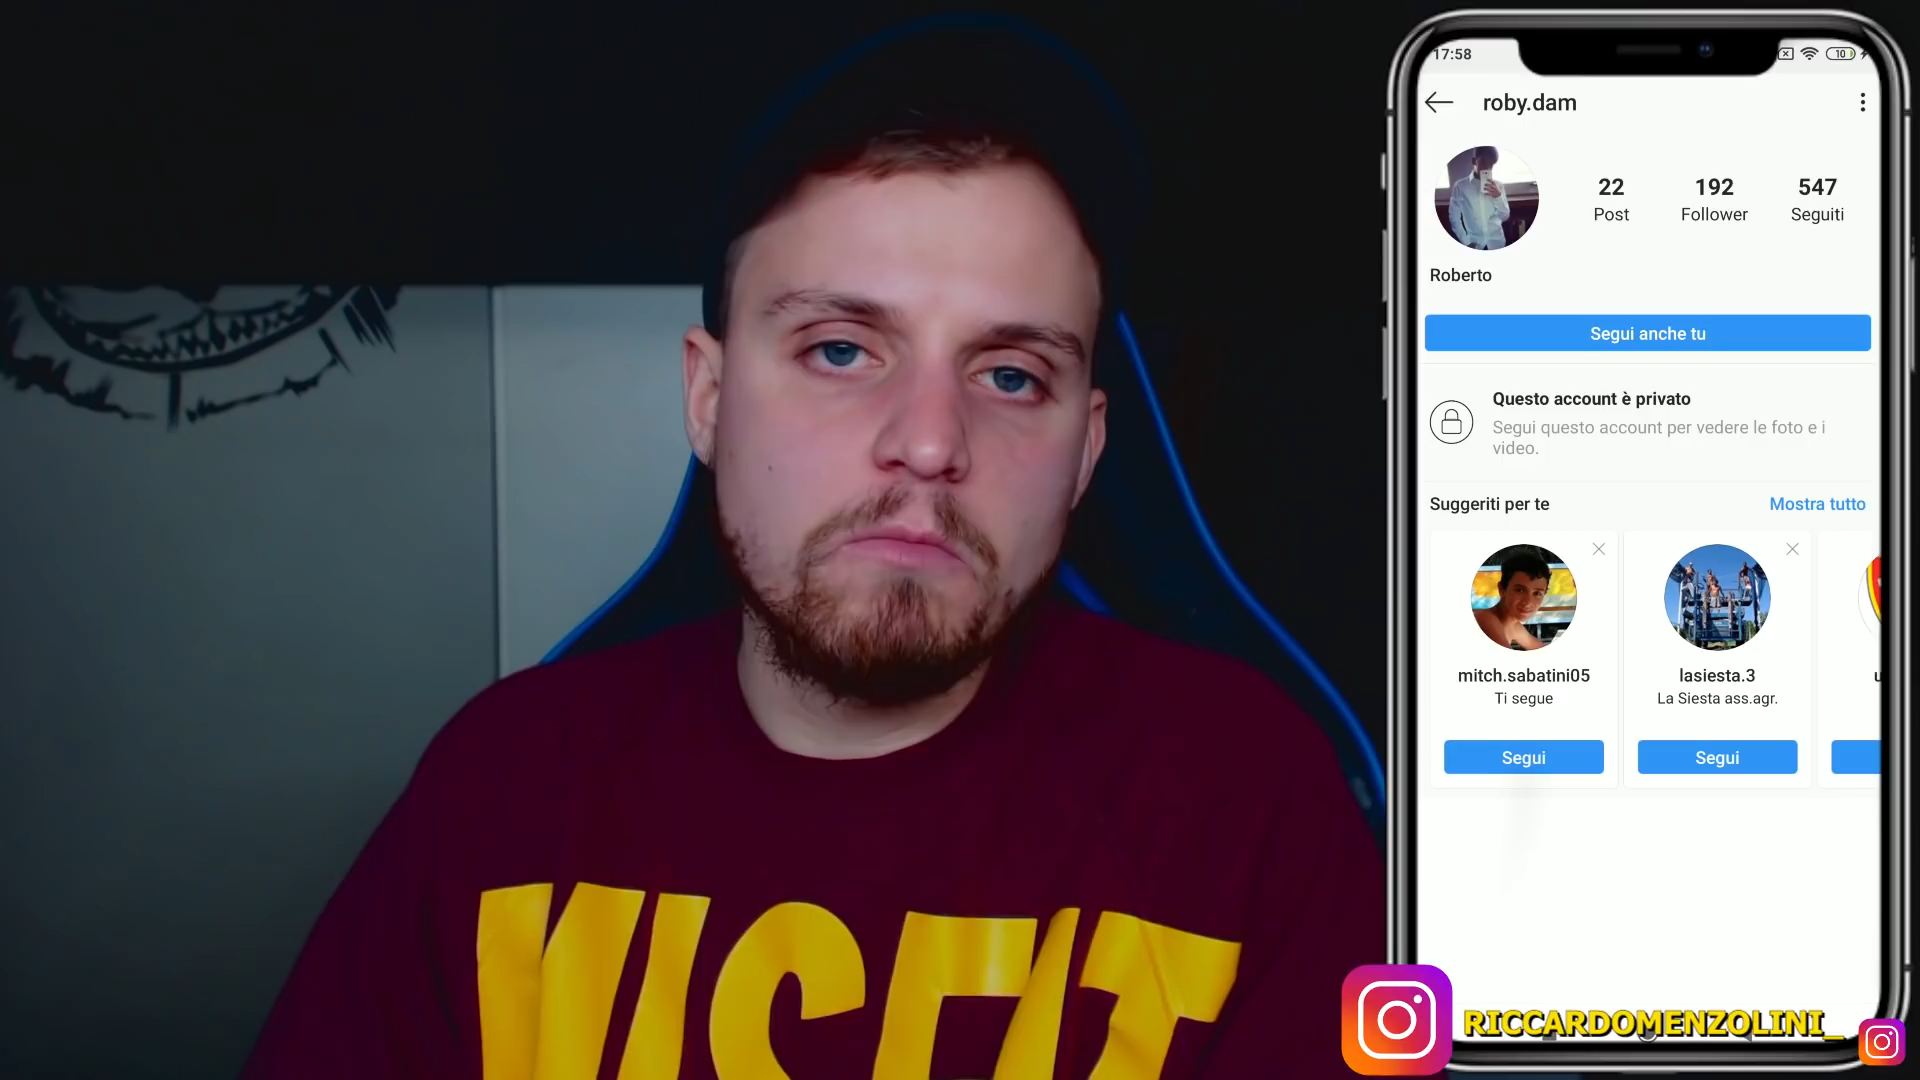 17:58
10
roby.dam
22
192
547
Post
Follower
Seguiti
Roberto
Segui anche tu
Questo account è privato
Segui questo account per vedere le foto e i
video.
Suggeriti per te
Mostra tutto
mitch.sabatini05
lasiesta.3
Ti segue
La Siesta ass.agr.
Segui
Segui
MISFIT
RICCARDOMENZOLINI_